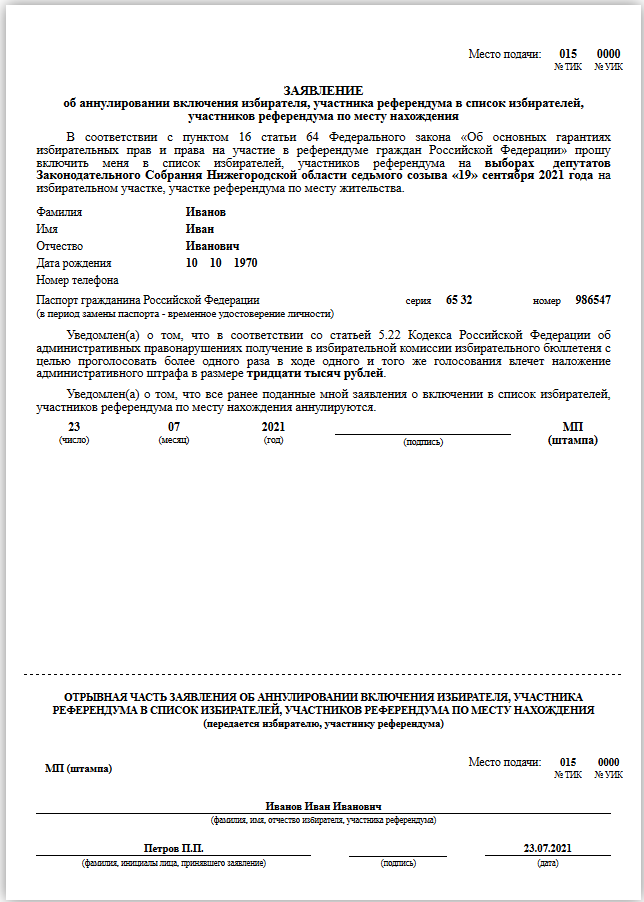 Место подачи: 015 0000
№ ТИК № УИК
ЗАЯВЛЕНИЕ
об аннулировании включения избирателя, участника референдума в список избирателей,
участников референдума по месту нахождения
В соответствии с пунктом 16 статьи 64 Федерального закона «Об основных гарантиях
избирательных прав и права на участие в референдуме граждан Российской Федерации» прошу
включить меня в список избирателей, участников референдума на выборах депутатов
Законодательного Собрания Нижегородской области седьмого созыва «19» сентября 2021 года на
избирательном участке, участке референдума по месту жительства.
Фамилия Иванов
Имя Иван
Отчество Иванович
Дата рождения 10 10 1970
Номер телефона
Паспорт гражданина Российской Федерации серия 65 32 номер 986547
(в период замены паспорта - временное удостоверение личности)
Уведомлен(а) о том, что в соответствии со статьей 5.22 Кодекса Российской Федерации об
административных правонарушениях получение в избирательной комиссии избирательного бюллетеня с
целью проголосовать более одного раза в ходе одного и того же голосования влечет наложение
административного штрафа в размере тридцати тысяч рублей.
Уведомлен(а) о том, что все ранее поданные мной заявления о включении в список избирателей,
участников референдума по месту нахождения аннулируются.
23 07 2021 МП
(число) (месяц) (год) (подпись) (штампа)
ОТРЫВНАЯ ЧАСТЬ ЗАЯВЛЕНИЯ ОБ АННУЛИРОВАНИИ ВКЛЮЧЕНИЯ ИЗБИРАТЕЛЯ, УЧАСТНИКА
РЕФЕРЕНДУМА В СПИСОК ИЗБИРАТЕЛЕЙ, УЧАСТНИКОВ РЕФЕРЕНДУМА ПО МЕСТУ НАХОЖДЕНИЯ
(передается избирателю, участнику референдума)
МП (штампа) Место подачи: 015 0000
№ ТИК № УИК
Иванов Иван Иванович
(фамилия, имя, отчество избирателя, участника референдума)
Петров П.П. 23.07.2021
(фамилия, инициалы лица, принявшего заявление) (подпись) (дата)